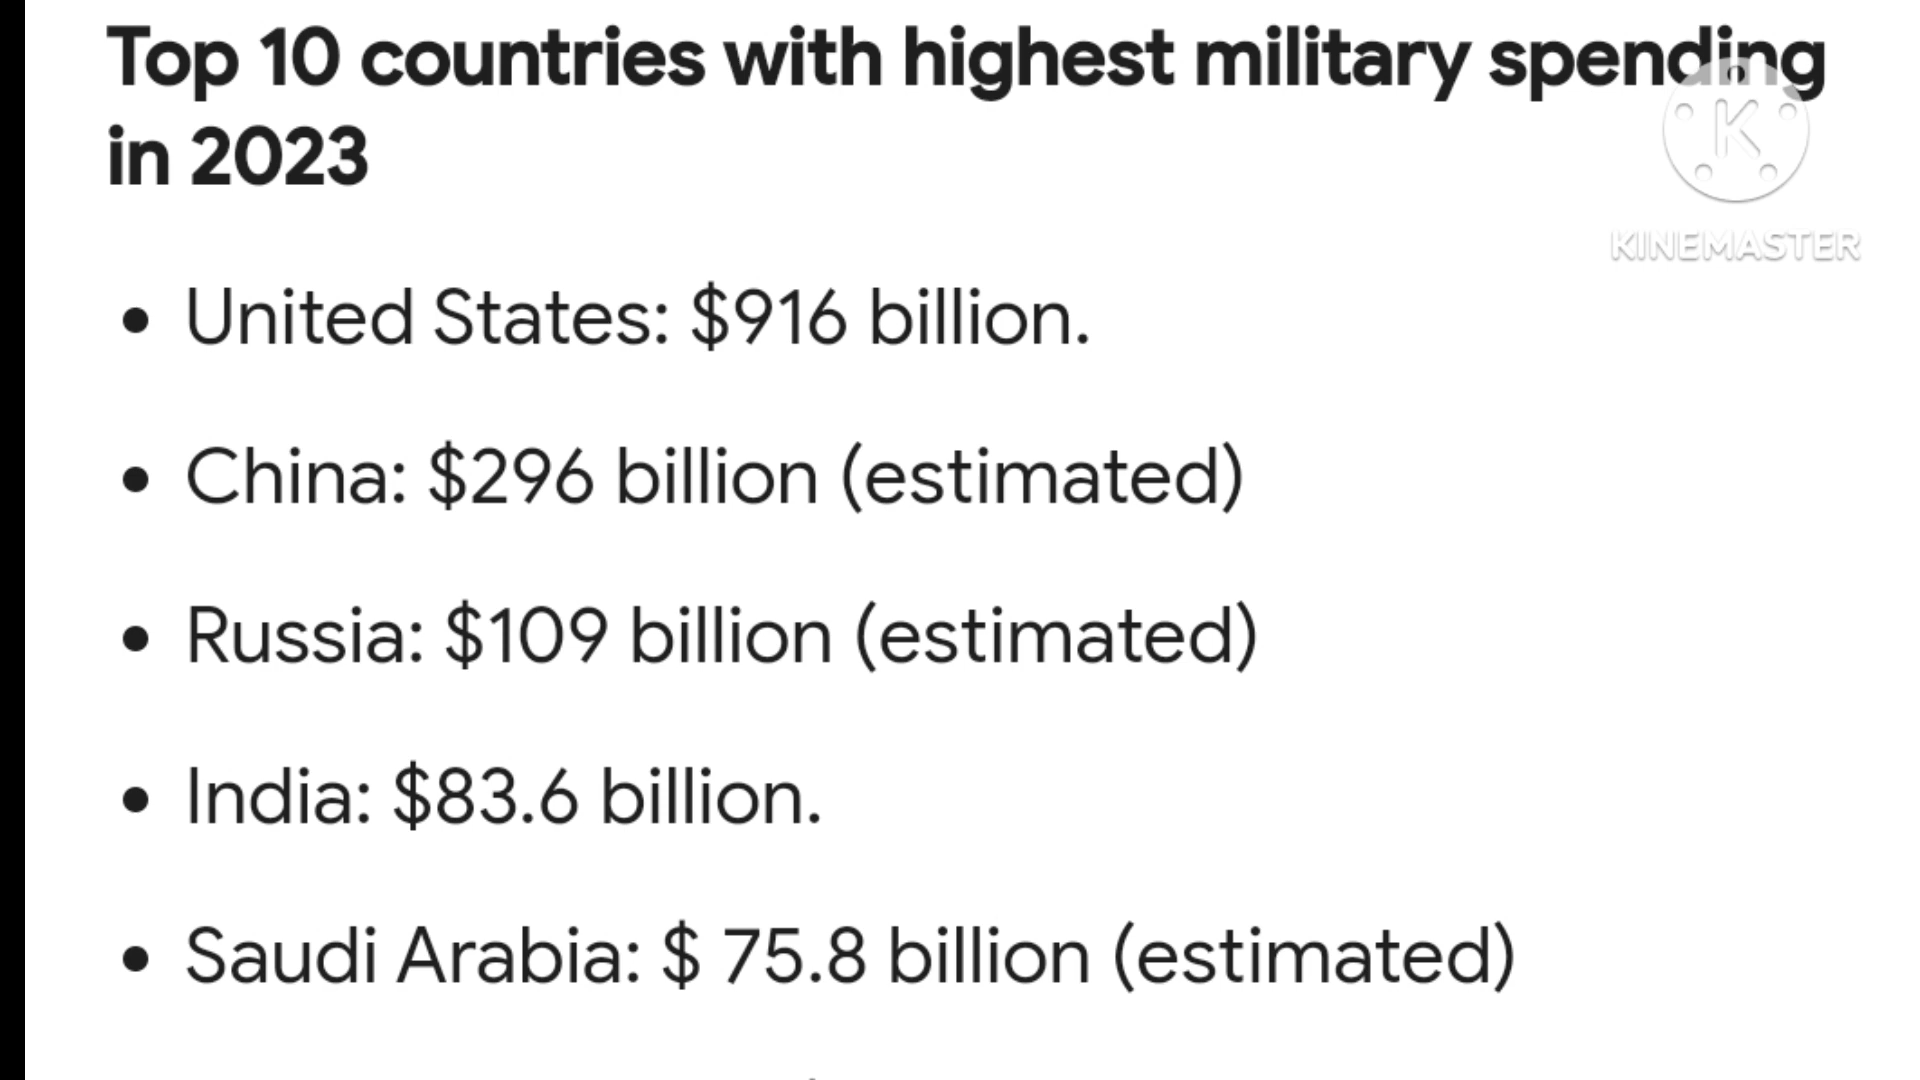 Top 10 countries with highest military spending
in 2023
K
KINEMASTER
• United States: $916 billion.
• China: $296 billion (estimated)
• Russia: $109 billion (estimated)
• India: $83.6 billion.
• Saudi Arabia: $ 75.8 billion (estimated)